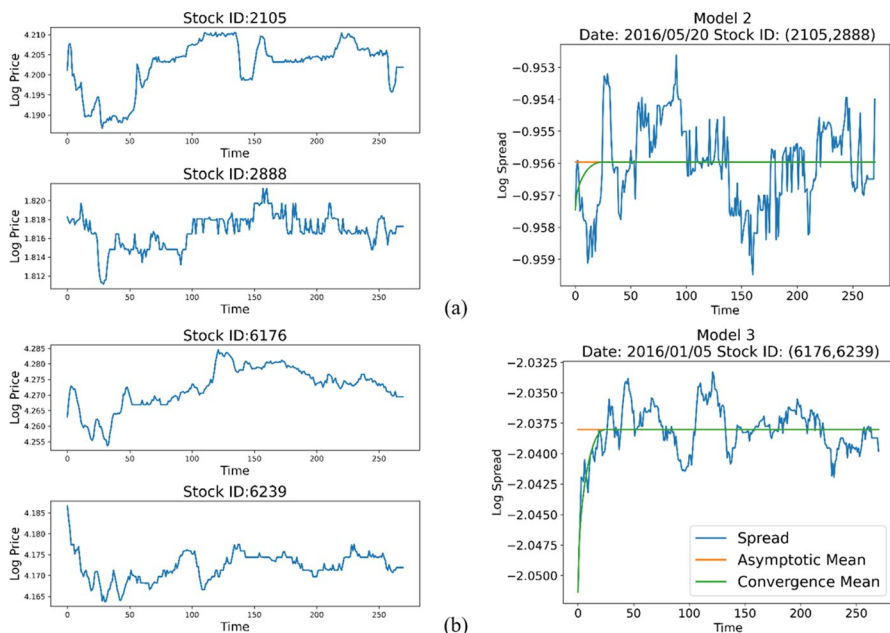 Stock ID:2105
4.210
4.205
4.200
4.195
4.190
Log Price
0 50 100 150 200 250
Time
Stock ID:2888
1.820
1.818
1.816
1.814
1.812
Log Price
0 50 100 150 200 250
Time
(a)
Model 2
Date: 2016/05/20 Stock ID: (2105,2888)
−0.953
−0.954
−0.955
−0.956
−0.957
−0.958
−0.959
Log Spread
0 50 100 150 200 250
Time
Stock ID:6176
4.285
4.280
4.275
4.270
4.265
4.260
4.255
Log Price
0 50 100 150 200 250
Time
Stock ID:6239
4.185
4.180
4.175
4.170
4.165
Log Price
0 50 100 150 200 250
Time
(b)
Model 3
Date: 2016/01/05 Stock ID: (6176,6239)
−2.0325
−2.0350
−2.0375
−2.0400
−2.0425
−2.0450
−2.0475
−2.0500
Log Spread
Spread
Asymptotic Mean
Convergence Mean
0 50 100 150 200 250
Time